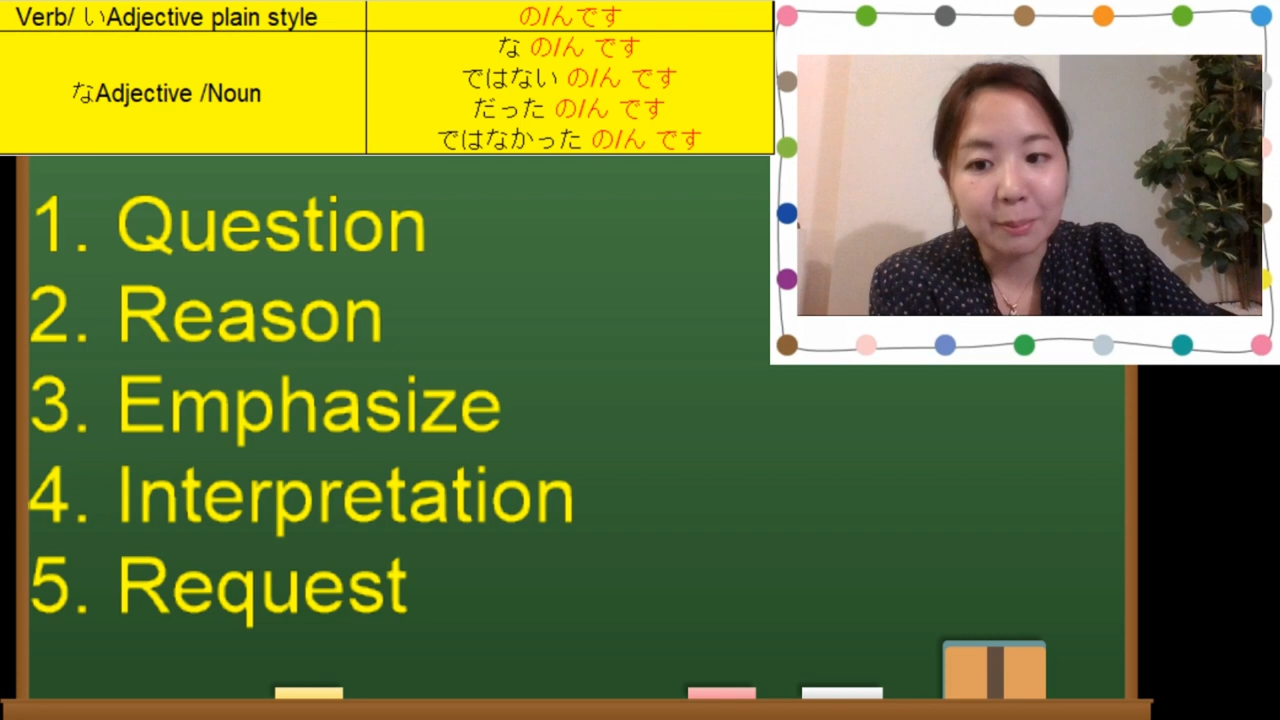 Verb/ いAdjective plain style
の/んです
なAdjective /Noun
な の/ん です
ではない の/ん です
だった の/ん です
ではなかった の/ん です
1. Question
2. Reason
3. Emphasize
4. Interpretation
5. Request